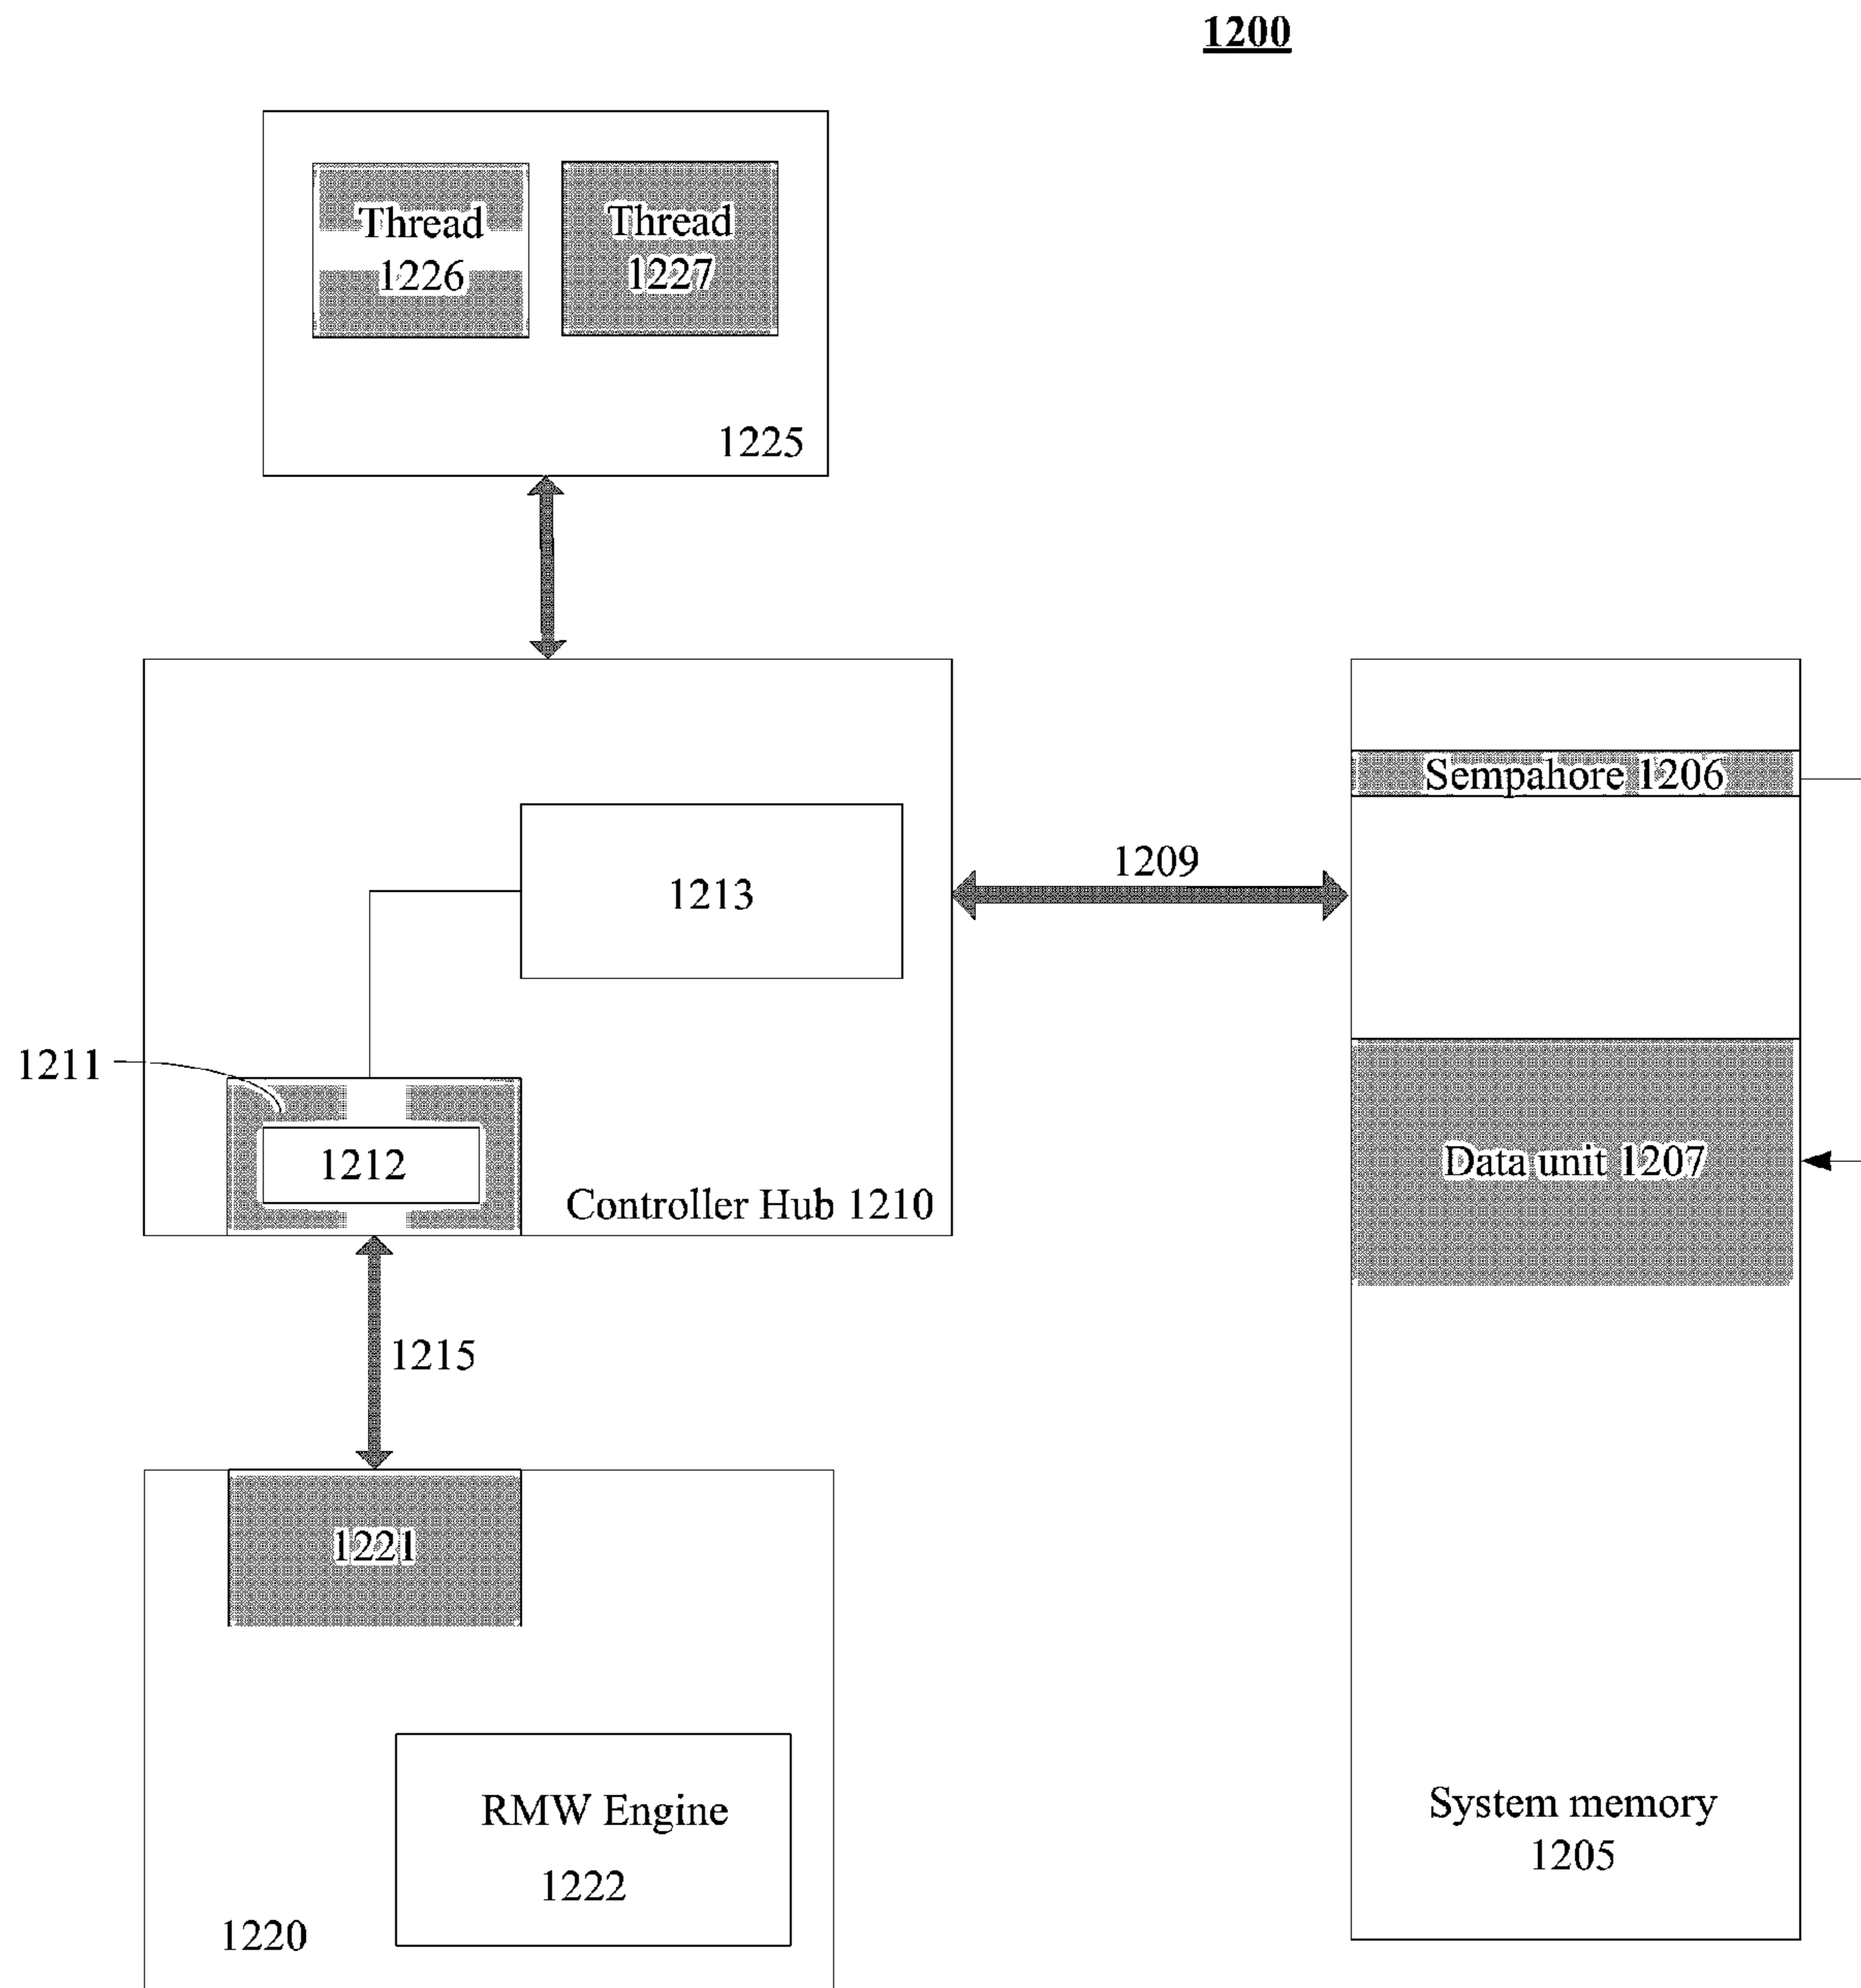 1200
Thread
1226
Thread
1227
1225
Sempahore 1206
1209
1213
1211
1212
Controller Hub 1210
Data unit 1207
1215
1221
RMW Engine
1222
1220
System memory
1205